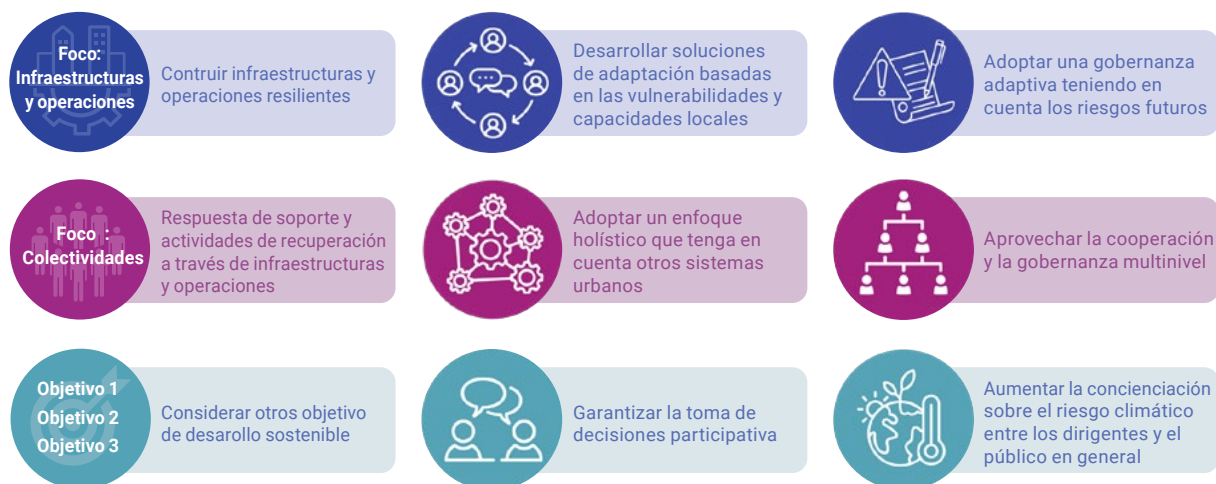 Foco:
Infraestructuras
y operaciones
Contruir infraestructuras y
operaciones resilientes
Desarrollar soluciones
de adaptación basadas
en las vulnerabilidades y
capacidades locales
Adoptar una gobernanza
adaptiva teniendo en
cuenta los riesgos futuros
Foco :
Colectividades
Respuesta de soporte y
actividades de recuperación
a través de infraestructuras
y operaciones
Adoptar un enfoque
holístico que tenga en
cuenta otros sistemas
urbanos
Aprovechar la cooperación
y la gobernanza multinivel
Objetivo 1
Objetivo 2
Objetivo 3
Considerar otros objetivo
de desarollo sostenible
Garantizar la toma de
decisiones participativa
Aumentar la concienciación
sobre el riesgo climático
entre los dirigentes y el
público en general